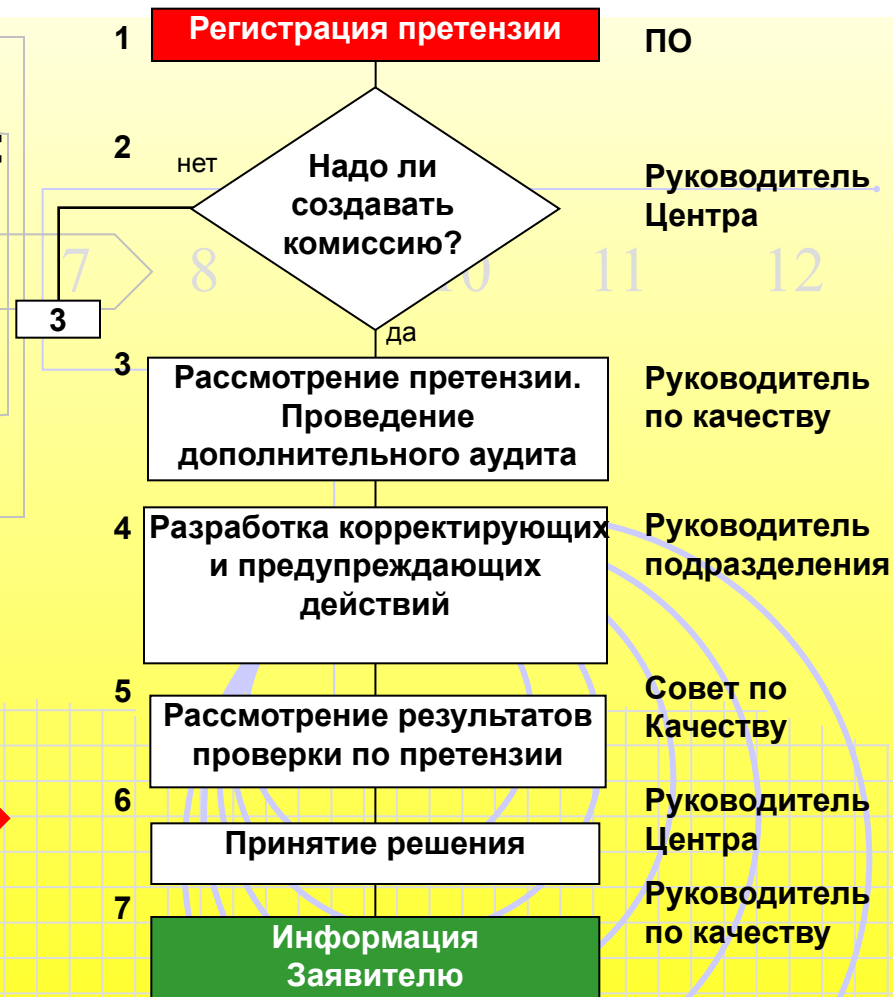 1
Регистрация претензии
ПО
2
нет
Надо ли
создавать
комиссию?
Руководитель
Центра
7 8 10 11 12
3
да
3
Рассмотрение претензии.
Проведение
дополнительного аудита
Руководитель
по качеству
4
Разработка корректирующих
и предупреждающих
действий
Руководитель
подразделения
5
Рассмотрение результатов
проверки по претензии
Совет по
Качеству
6
Принятие решения
Руководитель
Центра
7
Информация
Заявителю
Руководитель
по качеству